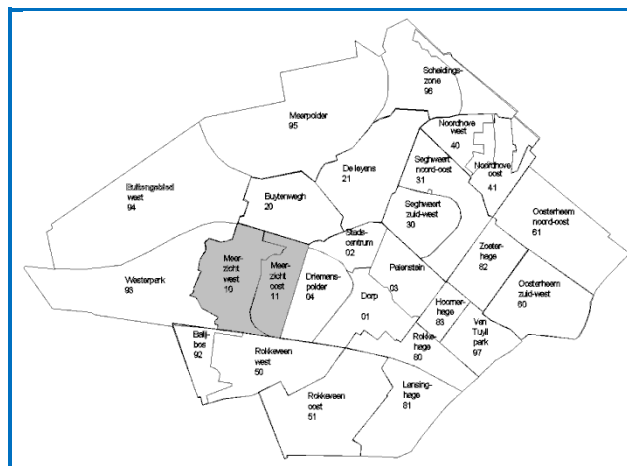 Scheidings-
zone
96
Meerpolder
95
Noordhove
west
40
Noordhove
oost
41
De leyens
21
Seghwaert
noord-oost
31
Buitengebied
west
94
Buytenwegh
20
Seghwaert
zuid-west
30
Oosterheem
noord-oost
61
Stads-
centrum
02
Zoeter-
hage
82
Meer-
zicht
west
10
Meer-
zicht
oost
11
Driemens-
polder
04
Palenstein
03
Westerpark
93
Oosterheem
zuid-west
60
Dorp
01
Hoorner-
hage
83
Van
Tuyll
park
97
Rokke-
hage
80
Balij-
bos
92
Rokkeveen
west
50
Rokkeveen
oost
51
Lansing-
hage
81